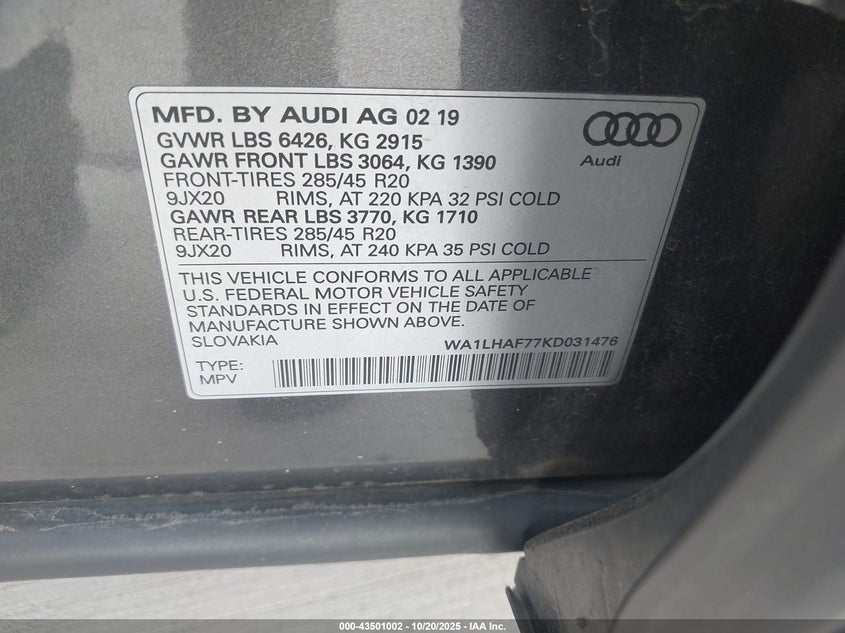 MFD. BY AUDI AG 02 19
GVWR LBS 6426, KG 2915
GAWR FRONT LBS 3064, KG 1390
FRONT-TIRES 285/45 R20
9JX20 RIMS, AT 220 KPA 32 PSI COLD
GAWR REAR LBS 3770, KG 1710
REAR-TIRES 285/45 R20
9JX20 RIMS, AT 240 KPA 35 PSI COLD
Audi
THIS VEHICLE CONFORMS TO ALL APPLICABLE
U.S. FEDERAL MOTOR VEHICLE SAFETY
STANDARDS IN EFFECT ON THE DATE OF
MANUFACTURE SHOWN ABOVE.
SLOVAKIA WA1LHAF77KD031476
TYPE:
MPV
000-43501002 - 10/20/2025 - IAA Inc.